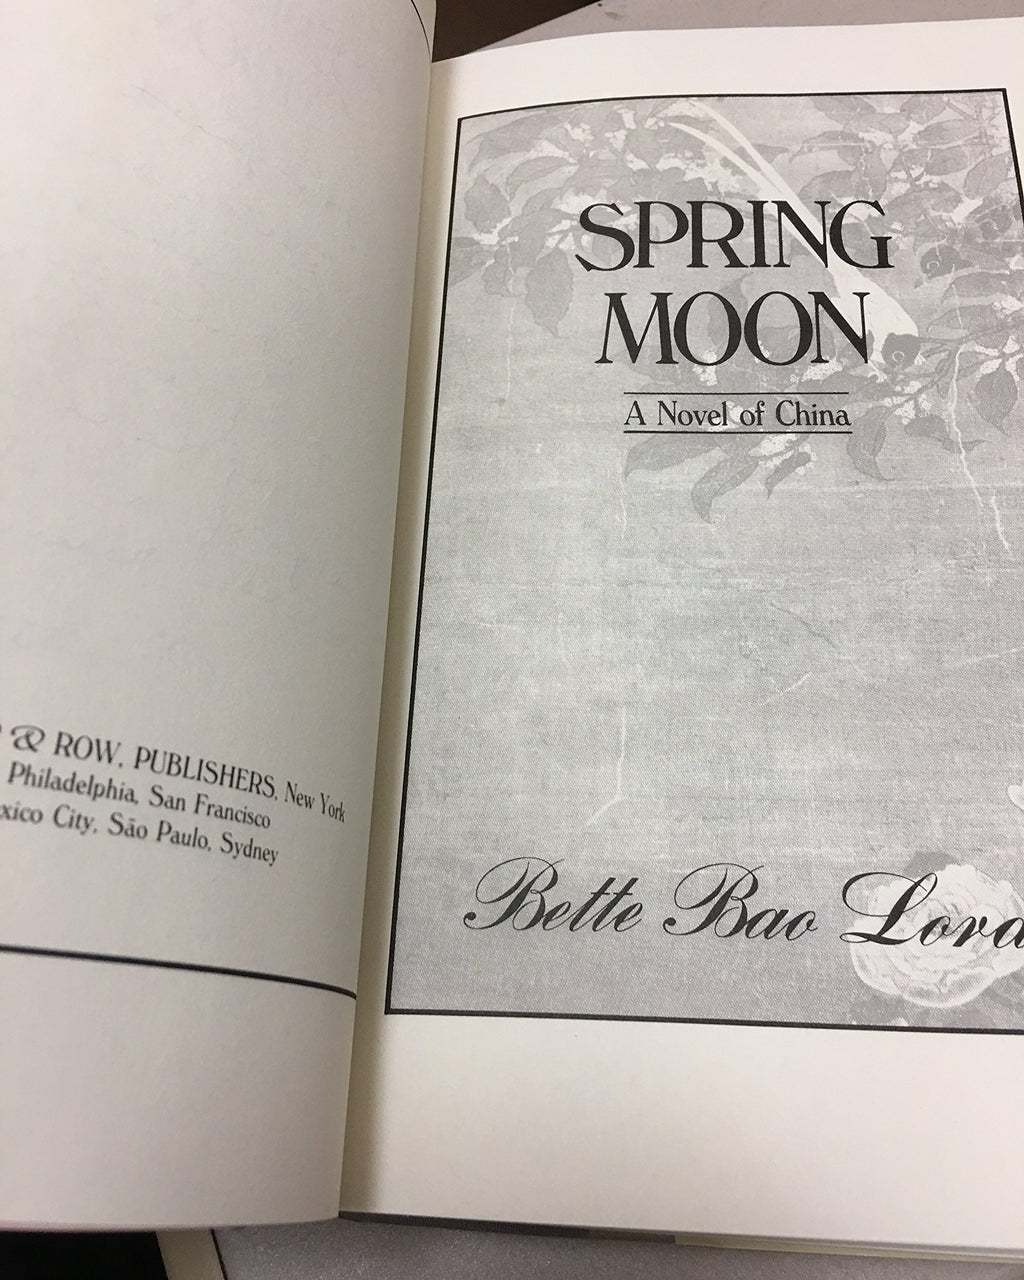 & ROW, PUBLISHERS, New York
Philadelphia, San Francisco
xico City, São Paulo, Sydney
SPRING
MOON
A Novel of China
Bette Bao Lord